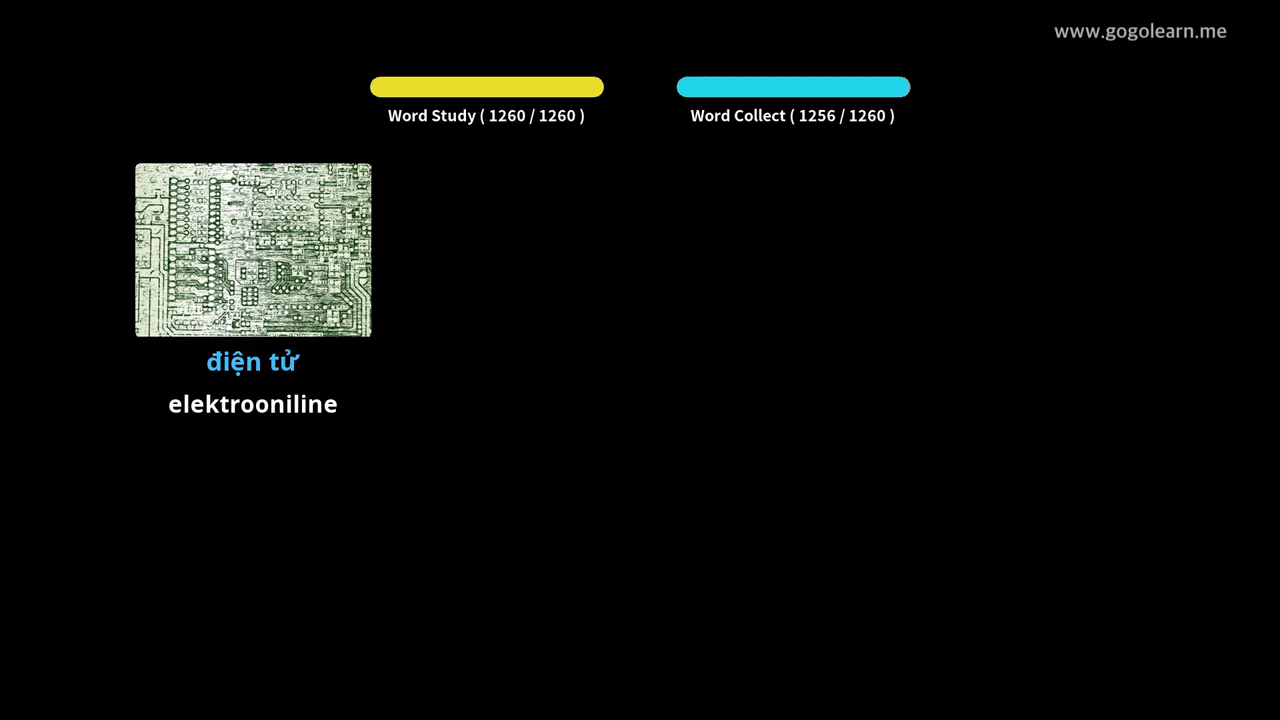 www.gogolearn.me
Word Study ( 1260 / 1260 )
Word Collect ( 1256 / 1260 )
điện tử
elektrooniline